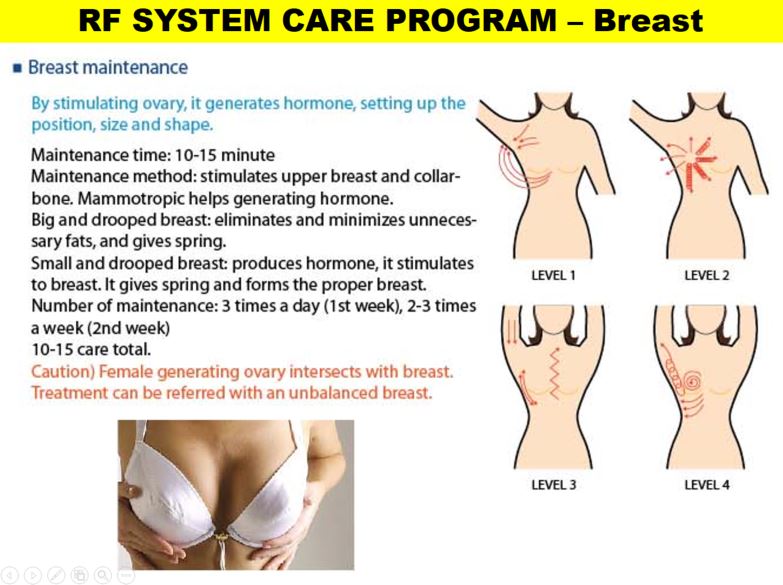 RF SYSTEM CARE PROGRAM – Breast
Breast maintenance
By stimulating ovary, it generates hormone, setting up the
position, size and shape.
Maintenance time: 10-15 minute
Maintenance method: stimulates upper breast and collar-
bone. Mammotropic helps generating hormone.
Big and drooped breast: eliminates and minimizes unneces-
sary fats, and gives spring.
Small and drooped breast: produces hormone, it stimulates
to breast. It gives spring and forms the proper breast.
Number of maintenance: 3 times a day (1st week), 2-3 times
a week (2nd week)
10-15 care total.
Caution) Female generating ovary intersects with breast.
Treatment can be referred with an unbalanced breast.
LEVEL 1
LEVEL 2
LEVEL 3
LEVEL 4